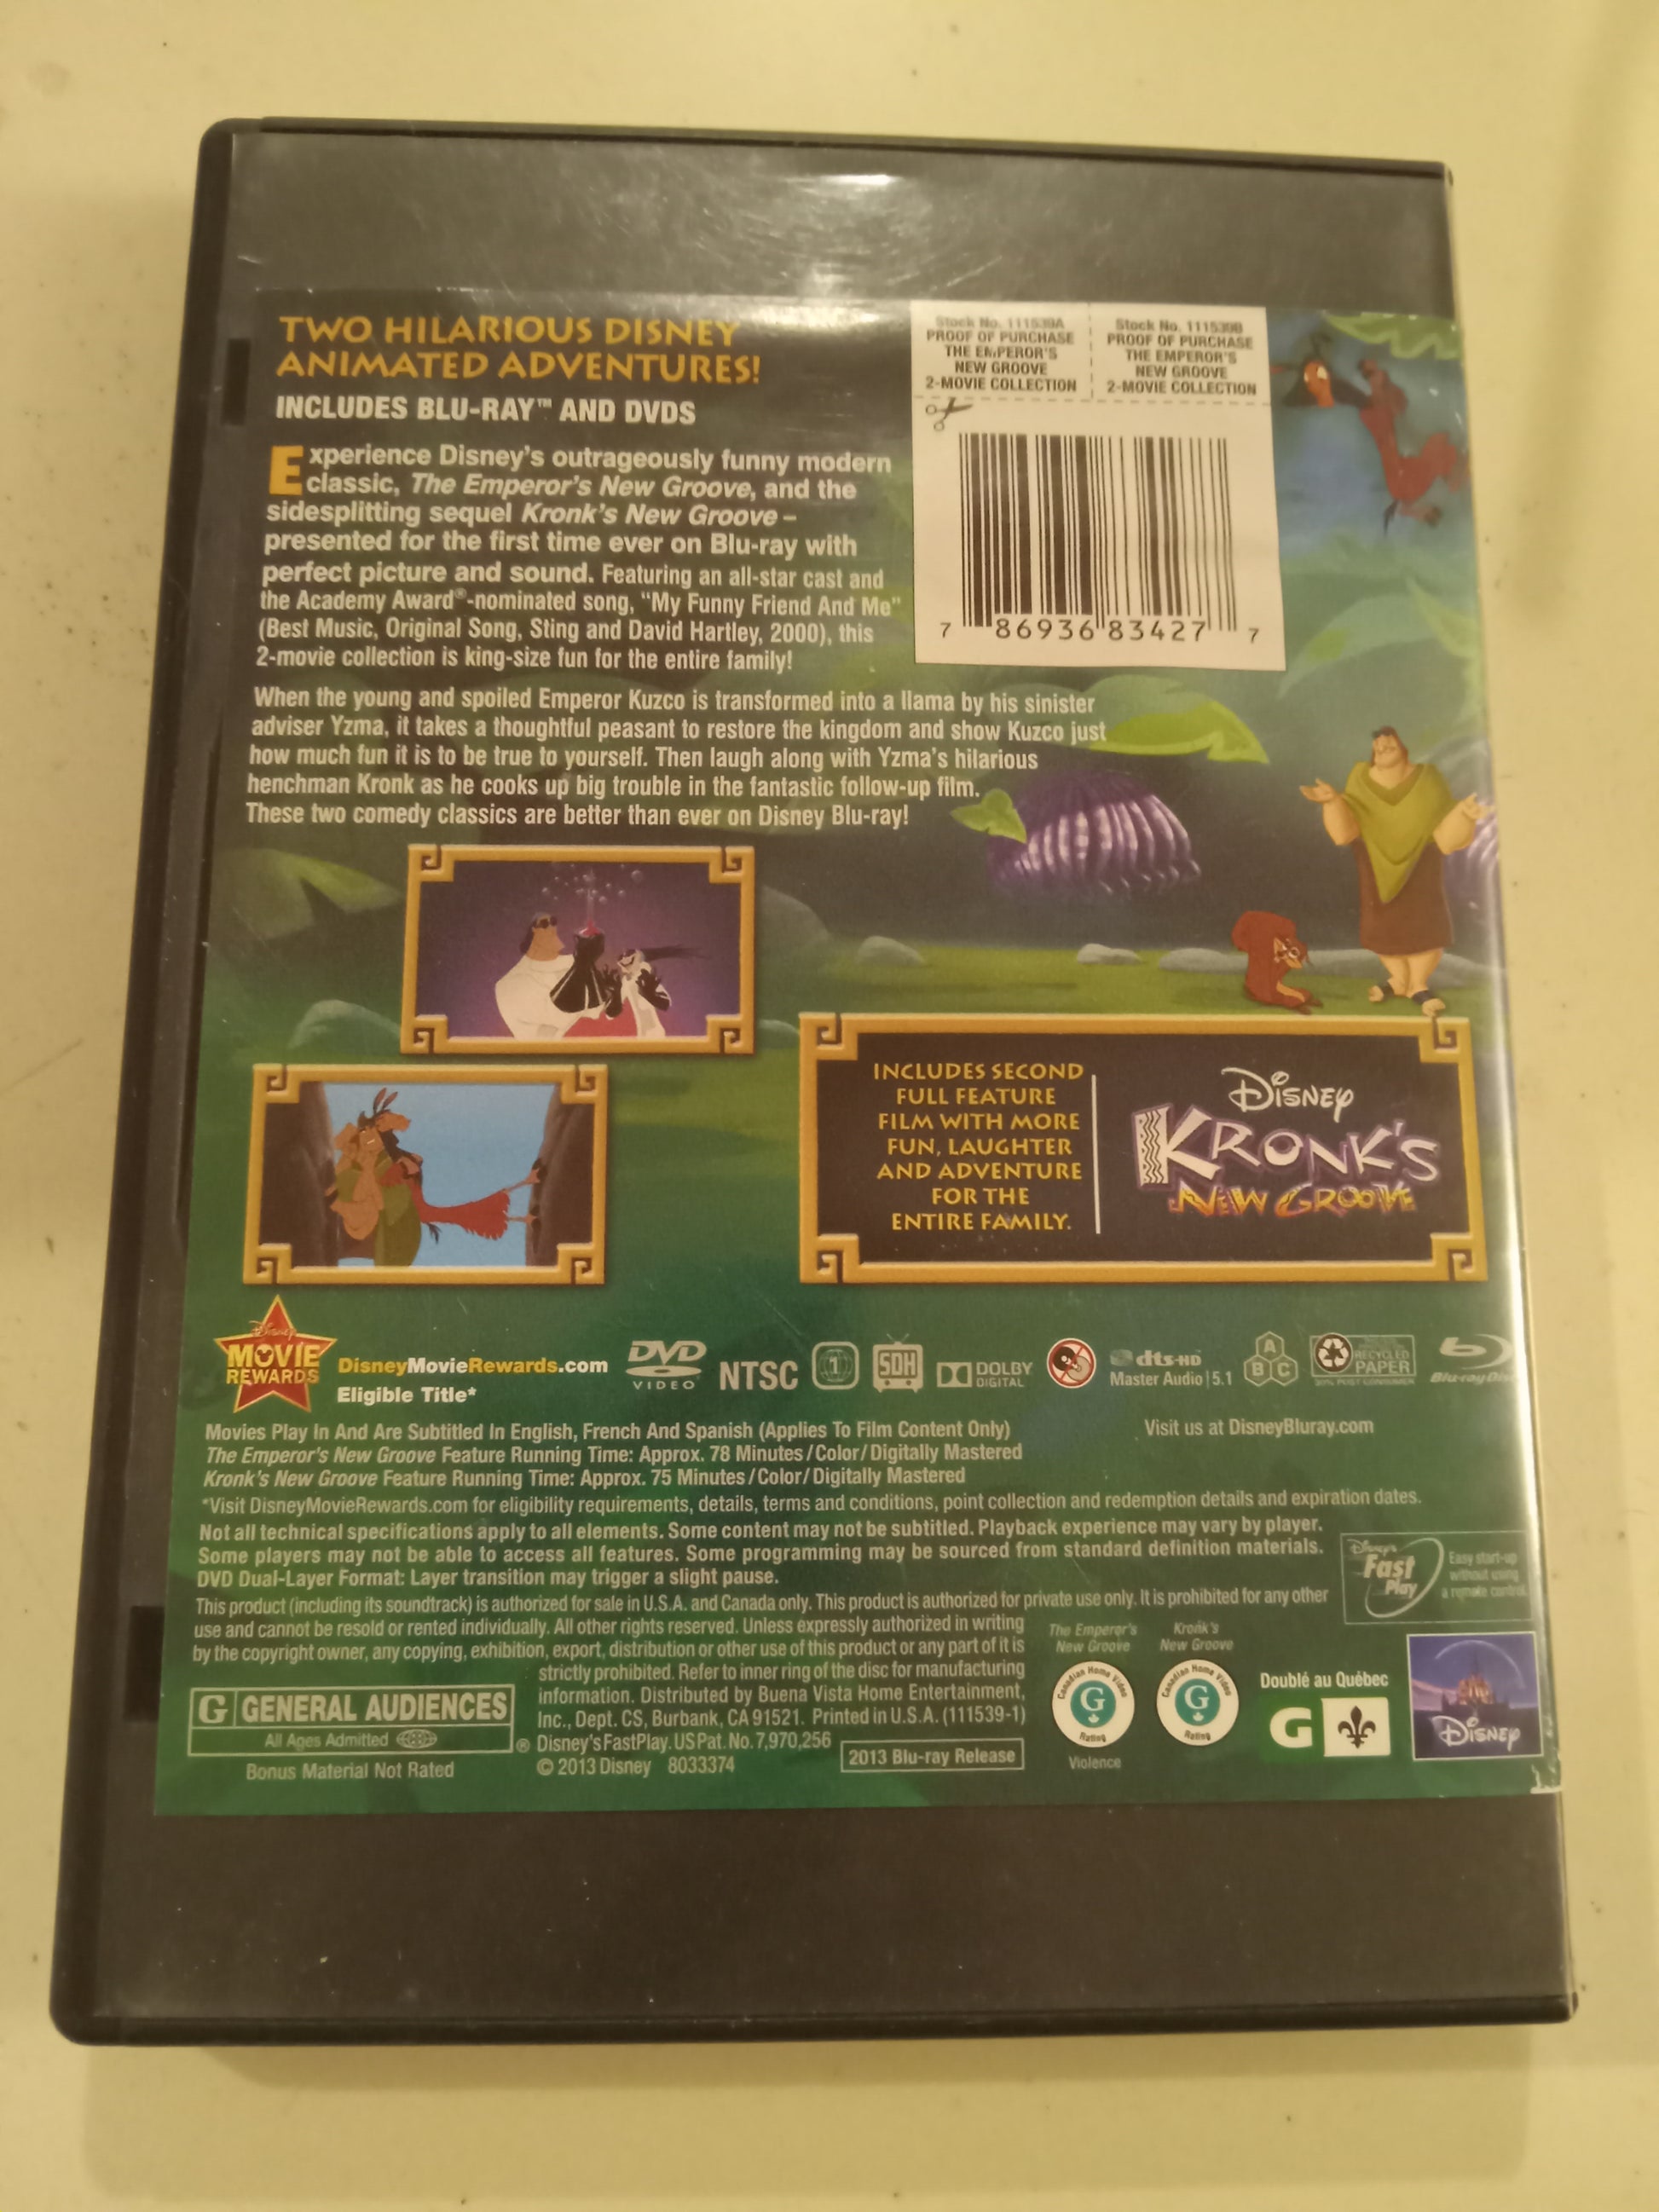 TWO HILARIOUS DISNEY
ANIMATED ADVENTURES!
INCLUDES BLU-RAY™ AND DVDS
Experience Disney's outrageously funny modern
classic, The Emperor's New Groove, and the
sidesplitting sequel Kronk's New Groove –
presented for the first time ever on Blu-ray with
perfect picture and sound. Featuring an all-star cast and
the Academy Award®-nominated song, "My Funny Friend And Me"
(Best Music, Original Song, Sting and David Hartley, 2000), this
2-movie collection is king-size fun for the entire family!
Stock No. 111539A
PROOF OF PURCHASE
THE EMPEROR'S
NEW GROOVE
2-MOVIE COLLECTION
Stock No. 111539B
PROOF OF PURCHASE
THE EMPEROR'S
NEW GROOVE
2-MOVIE COLLECTION
7 86936 83427 7
When the young and spoiled Emperor Kuzco is transformed into a llama by his sinister
adviser Yzma, it takes a thoughtful peasant to restore the kingdom and show Kuzco just
how much fun it is to be true to yourself. Then laugh along with Yzma's hilarious
henchman Kronk as he cooks up big trouble in the fantastic follow-up film.
These two comedy classics are better than ever on Disney Blu-ray!
INCLUDES SECOND
FULL FEATURE
FILM WITH MORE
FUN, LAUGHTER
AND ADVENTURE
FOR THE
ENTIRE FAMILY.
Disney
KRONK'S
NEW GROOVE
Disney
MOVIE
REWARDS
DisneyMovieRewards.com
Eligible Title*
DVD
VIDEO
NTSC
1
SDH
DOLBY
DIGITAL
dts-HD
Master Audio | 5.1
A
B C
RECYCLED
PAPER
Blu-ray Disc
Movies Play In And Are Subtitled In English, French And Spanish (Applies To Film Content Only)
Visit us at DisneyBluray.com
The Emperor's New Groove Feature Running Time: Approx. 78 Minutes/Color/Digitally Mastered
Kronk's New Groove Feature Running Time: Approx. 75 Minutes/Color/Digitally Mastered
*Visit DisneyMovieRewards.com for eligibility requirements, details, terms and conditions, point collection and redemption details and expiration dates.
Not all technical specifications apply to all elements. Some content may not be subtitled. Playback experience may vary by player.
Some players may not be able to access all features. Some programming may be sourced from standard definition materials.
DVD Dual-Layer Format: Layer transition may trigger a slight pause.
Disney's
Fast
Play
Easy start-up
without using
a remote control
This product (including its soundtrack) is authorized for sale in U.S.A. and Canada only. This product is authorized for private use only. It is prohibited for any other
use and cannot be resold or rented individually. All other rights reserved. Unless expressly authorized in writing
by the copyright owner, any copying, exhibition, export, distribution or other use of this product or any part of it is
strictly prohibited. Refer to inner ring of the disc for manufacturing
information. Distributed by Buena Vista Home Entertainment,
Inc., Dept. CS, Burbank, CA 91521. Printed in U.S.A. (111539-1)
Disney's FastPlay. US Pat. No. 7,970,256
© 2013 Disney 8033374
2013 Blu-ray Release
G GENERAL AUDIENCES
All Ages Admitted
®
Bonus Material Not Rated
The Emperor's
New Groove
Canadian Home Video
G
Rating
Violence
Kronk's
New Groove
Canadian Home Video
G
Rating
Doublé au Québec
G
Disney